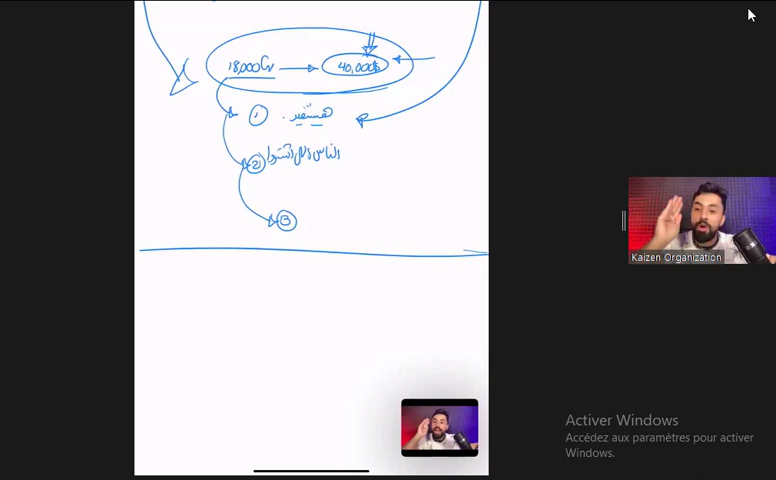 18,000 → 40,000$
① هستفيد.
② الناس اللي اشتروا
③
Kaizen Organization
Activer Windows
Accédez aux paramètres pour activer
Windows.